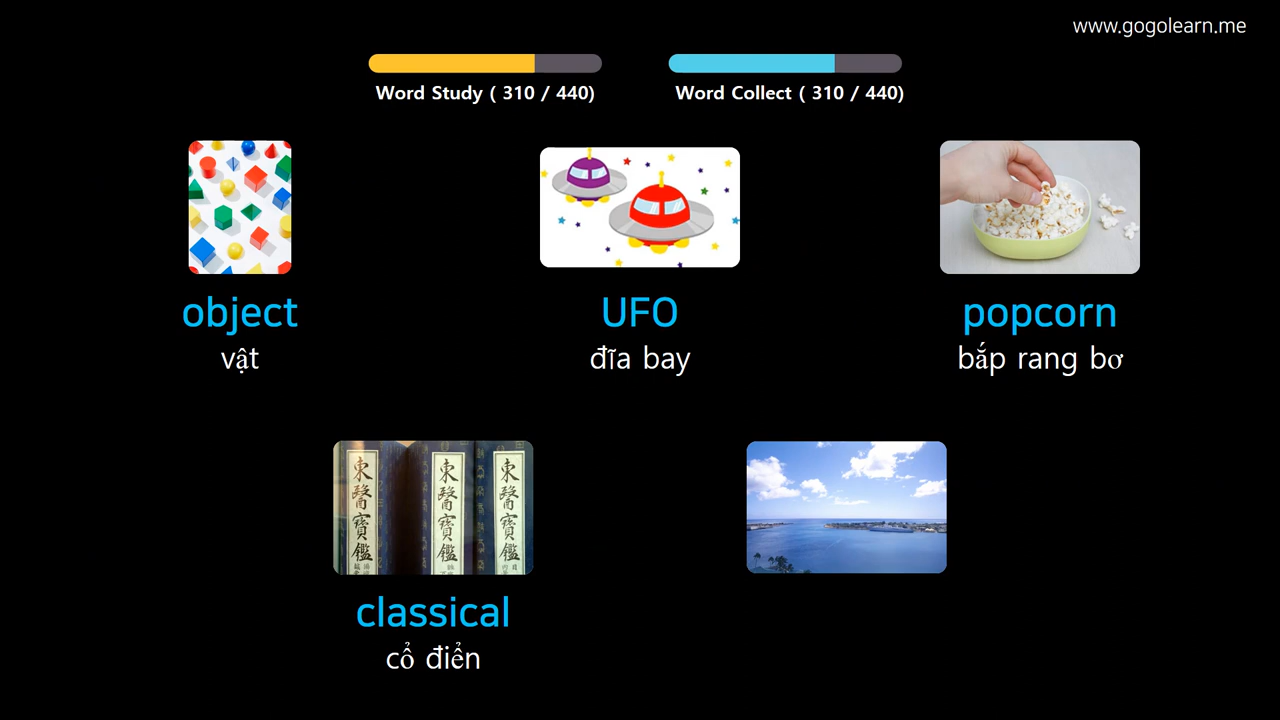 www.gogolearn.me
Word Study ( 310 / 440)
Word Collect ( 310 / 440)
object
vật
UFO
đĩa bay
popcorn
bắp rang bơ
東醫寶鑑
東醫寶鑑
東醫寶鑑
classical
cổ điển